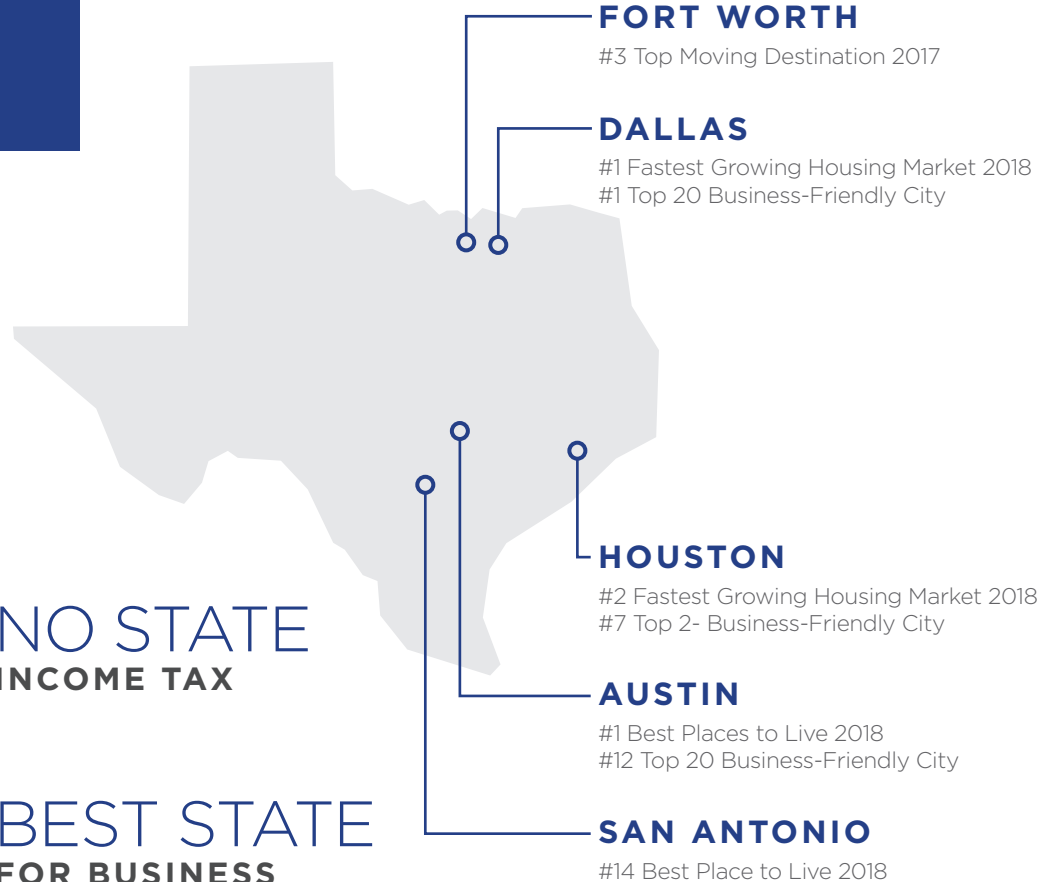 FORT WORTH
#3 Top Moving Destination 2017
DALLAS
#1 Fastest Growing Housing Market 2018
#1 Top 20 Business-Friendly City
HOUSTON
#2 Fastest Growing Housing Market 2018
#7 Top 2- Business-Friendly City
NO STATE
INCOME TAX
AUSTIN
#1 Best Places to Live 2018
#12 Top 20 Business-Friendly City
BEST STATE
FOR BUSINESS
SAN ANTONIO
#14 Best Place to Live 2018